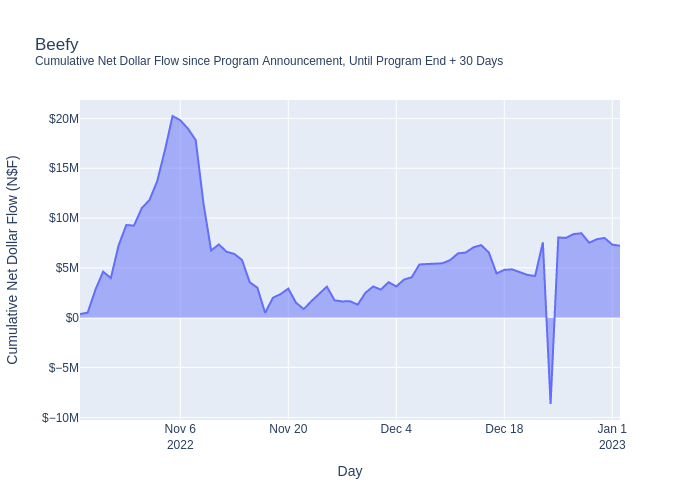 Beefy
Cumulative Net Dollar Flow since Program Announcement, Until Program End + 30 Days
Cumulative Net Dollar Flow (N$F)
$20M
$15M
$10M
$5M
$0
$−5M
$−10M
Nov 6
2022
Nov 20
Dec 4
Dec 18
Jan 1
2023
Day